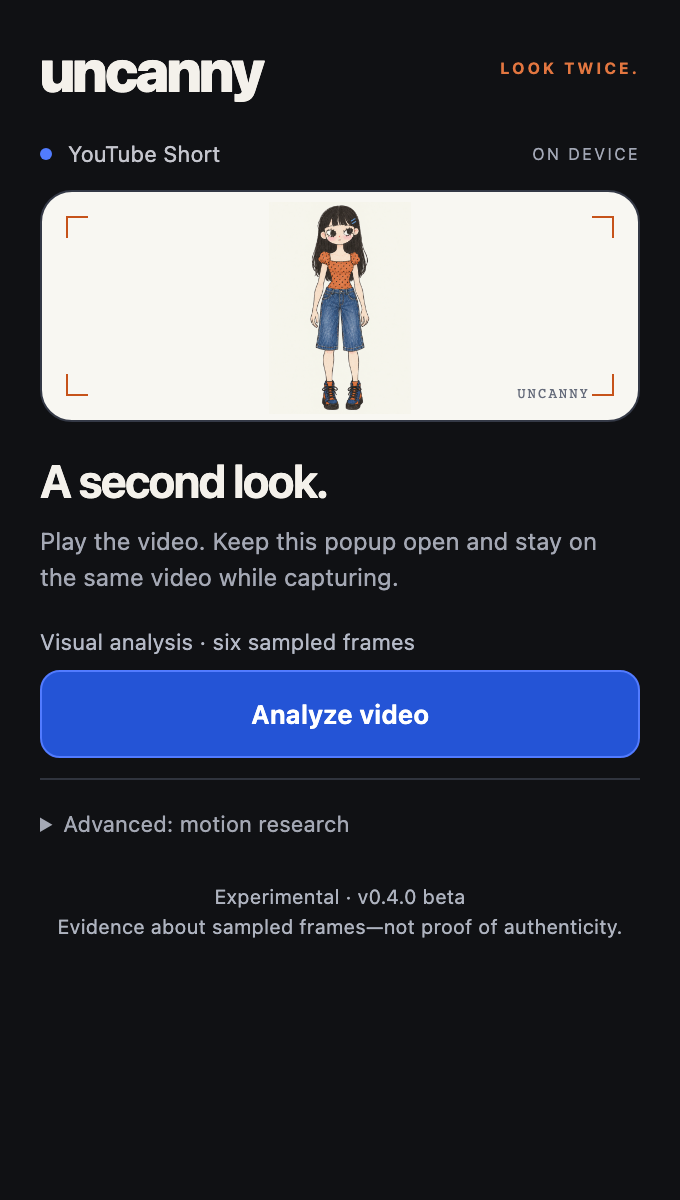 uncanny
LOOK TWICE.
YouTube Short
ON DEVICE
UNCANNY
A second look.
Play the video. Keep this popup open and stay on
the same video while capturing.
Visual analysis · six sampled frames
Analyze video
Advanced: motion research
Experimental · v0.4.0 beta
Evidence about sampled frames—not proof of authenticity.